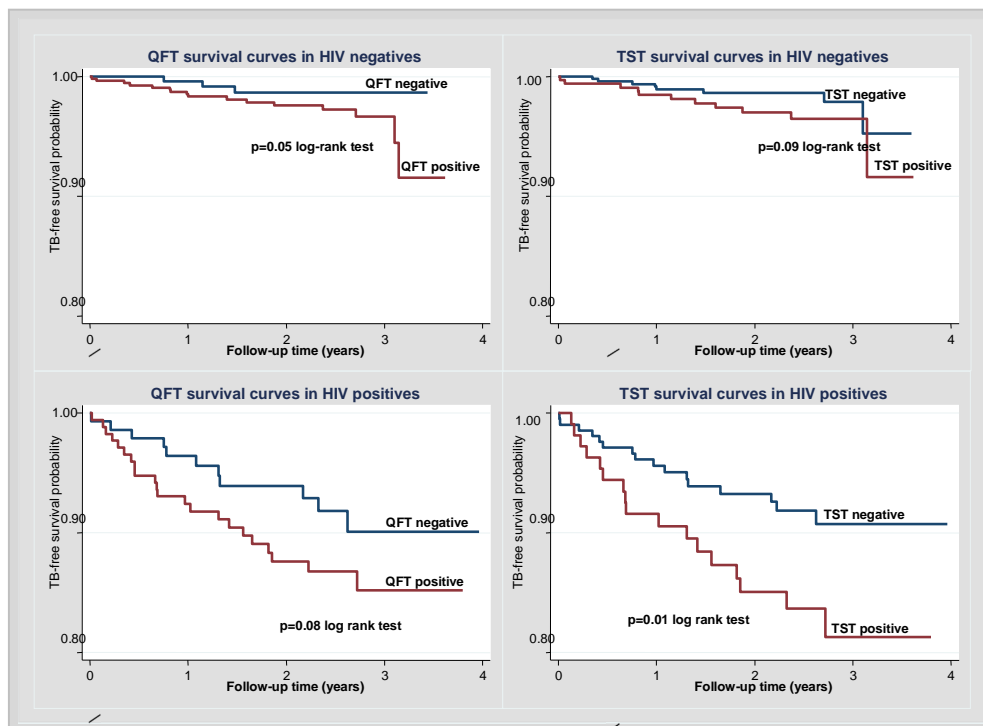 QFT survival curves in HIV negatives
TB-free survival probability
1.00
0.90
0.80
QFT negative
p=0.05 log-rank test
QFT positive
0 1 2 3 4
Follow-up time (years)
TST survival curves in HIV negatives
TB-free survival probability
1.00
0.90
0.80
TST negative
p=0.09 log-rank test
TST positive
0 1 2 3 4
Follow-up time (years)
QFT survival curves in HIV positives
TB-free survival probability
1.00
0.90
0.80
QFT negative
QFT positive
p=0.08 log rank test
0 1 2 3 4
Follow-up time (years)
TST survival curves in HIV positives
TB-free survival probability
1.00
0.90
0.80
TST negative
p=0.01 log rank test
TST positive
0 1 2 3 4
Follow-up time (years)